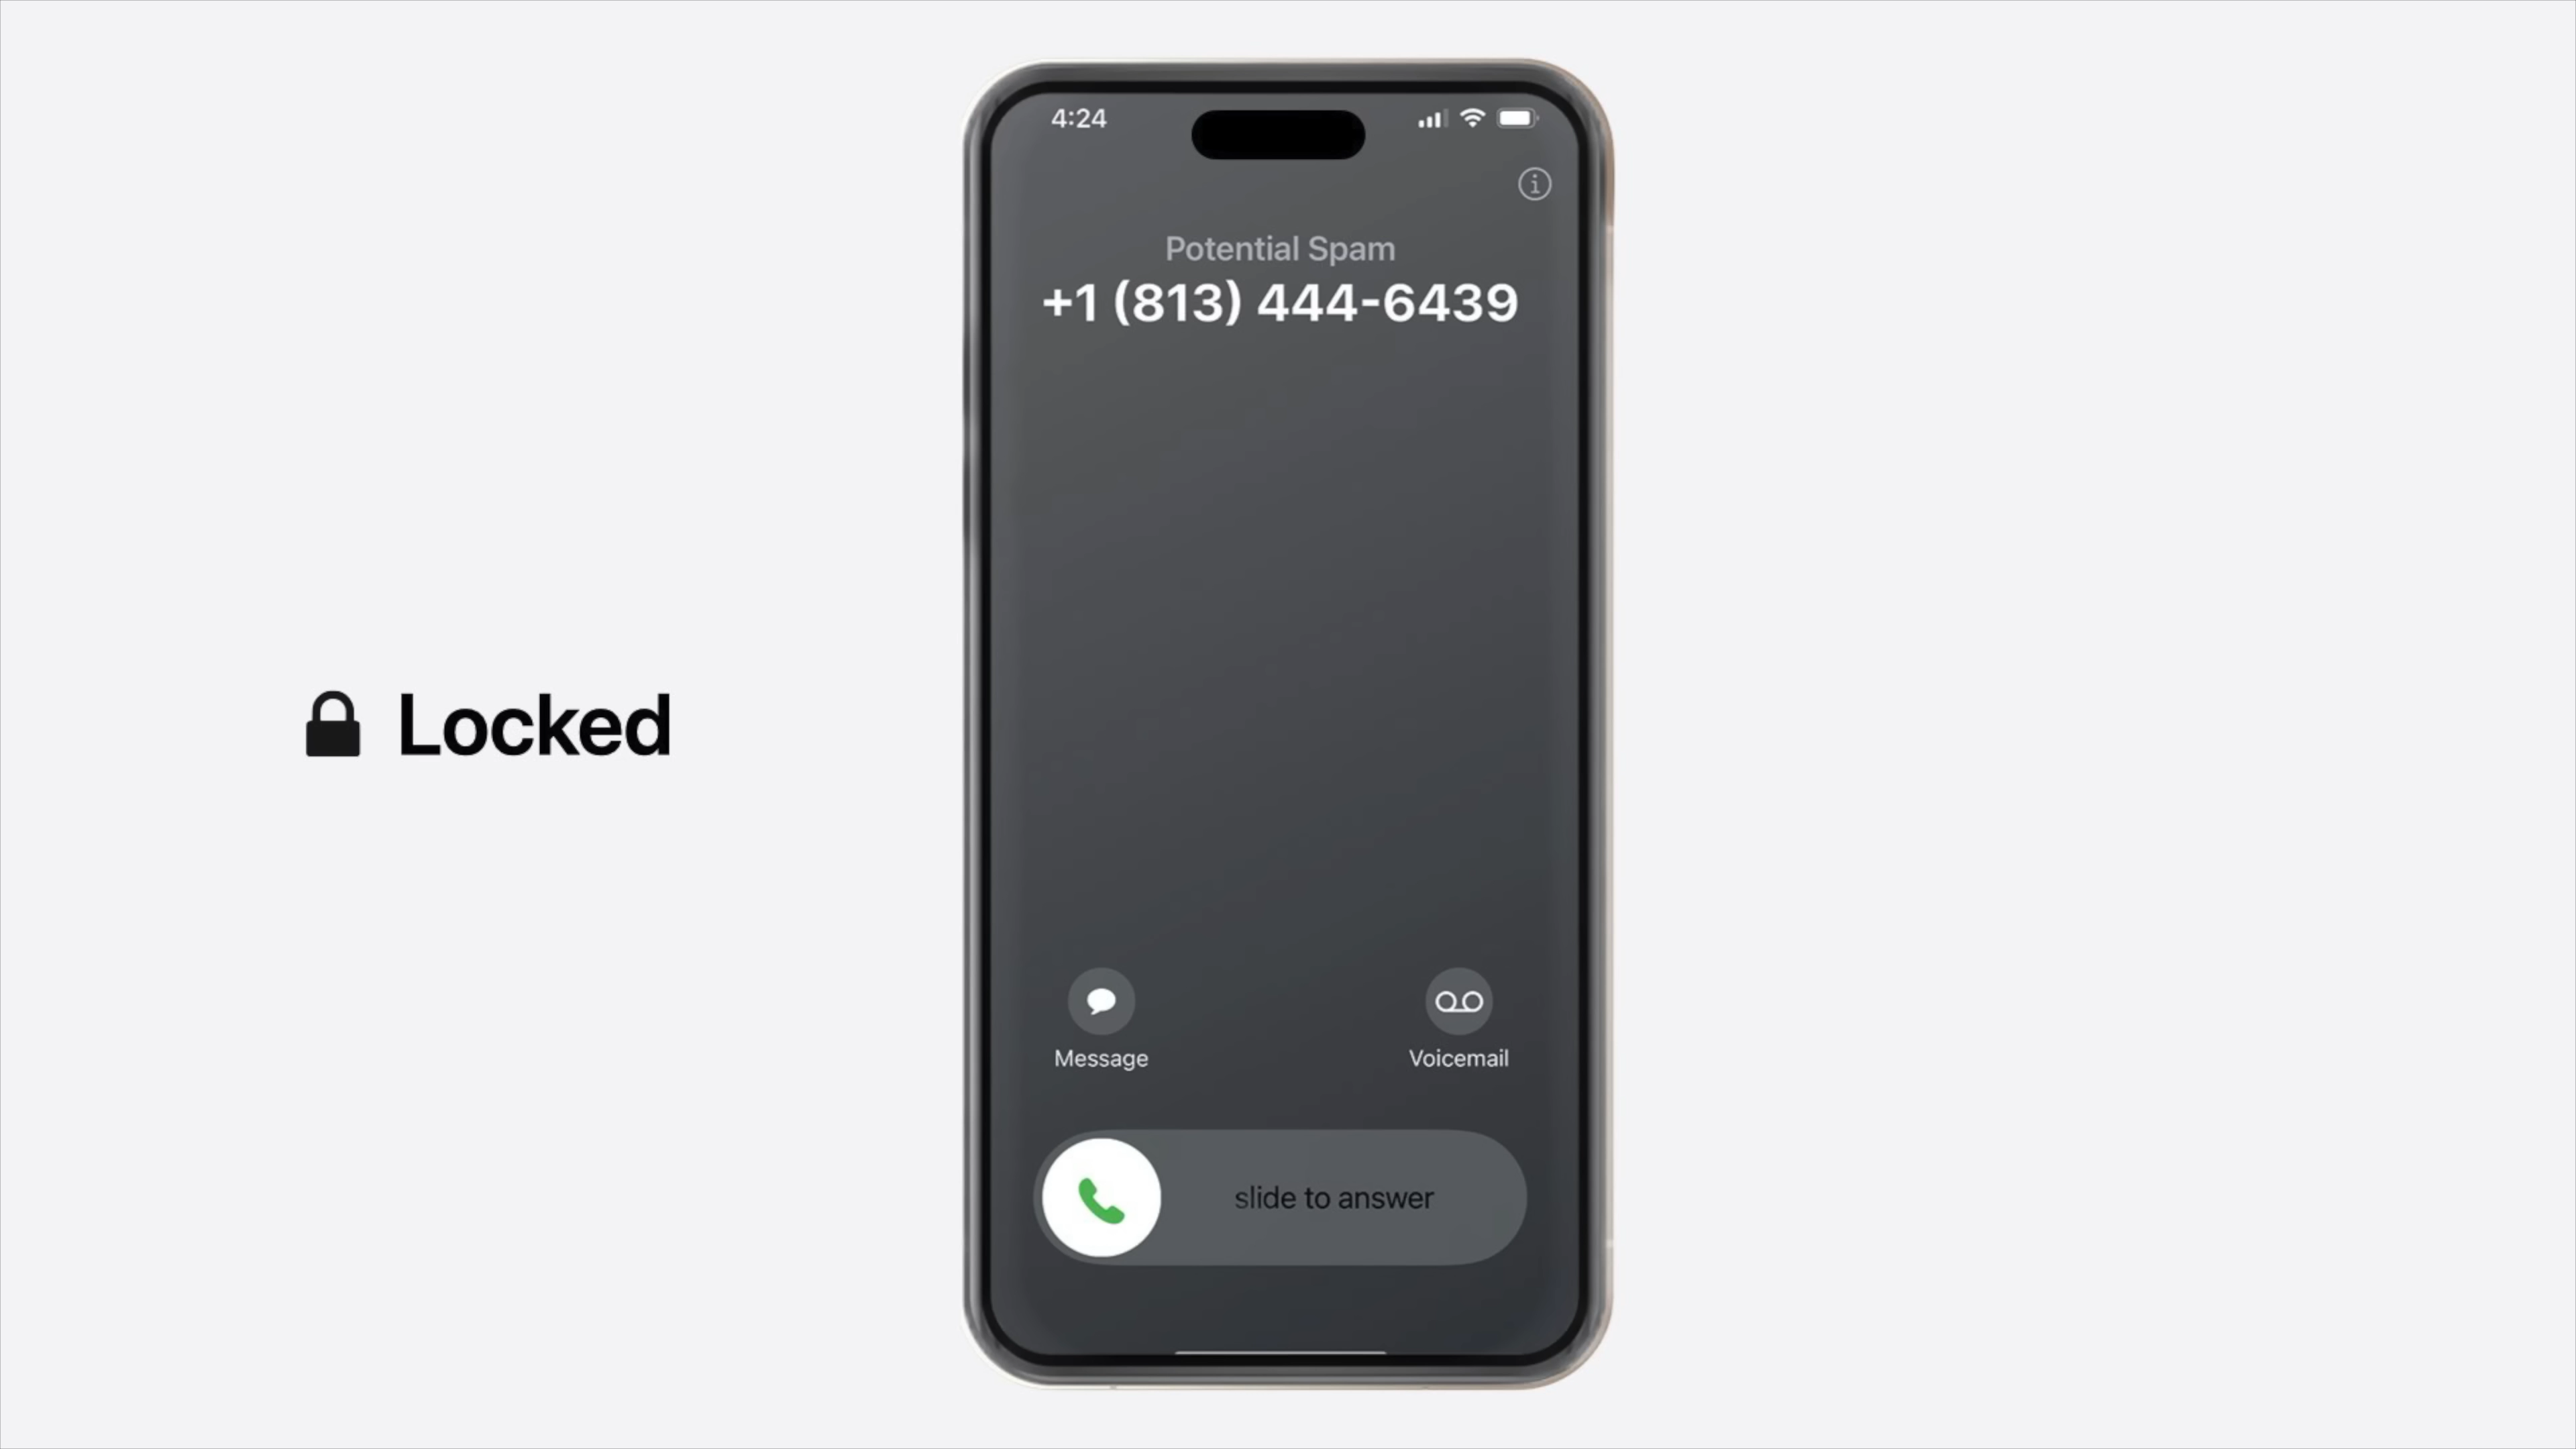 4:24
Potential Spam
+1 (813) 444-6439
Locked
Message
Voicemail
slide to answer